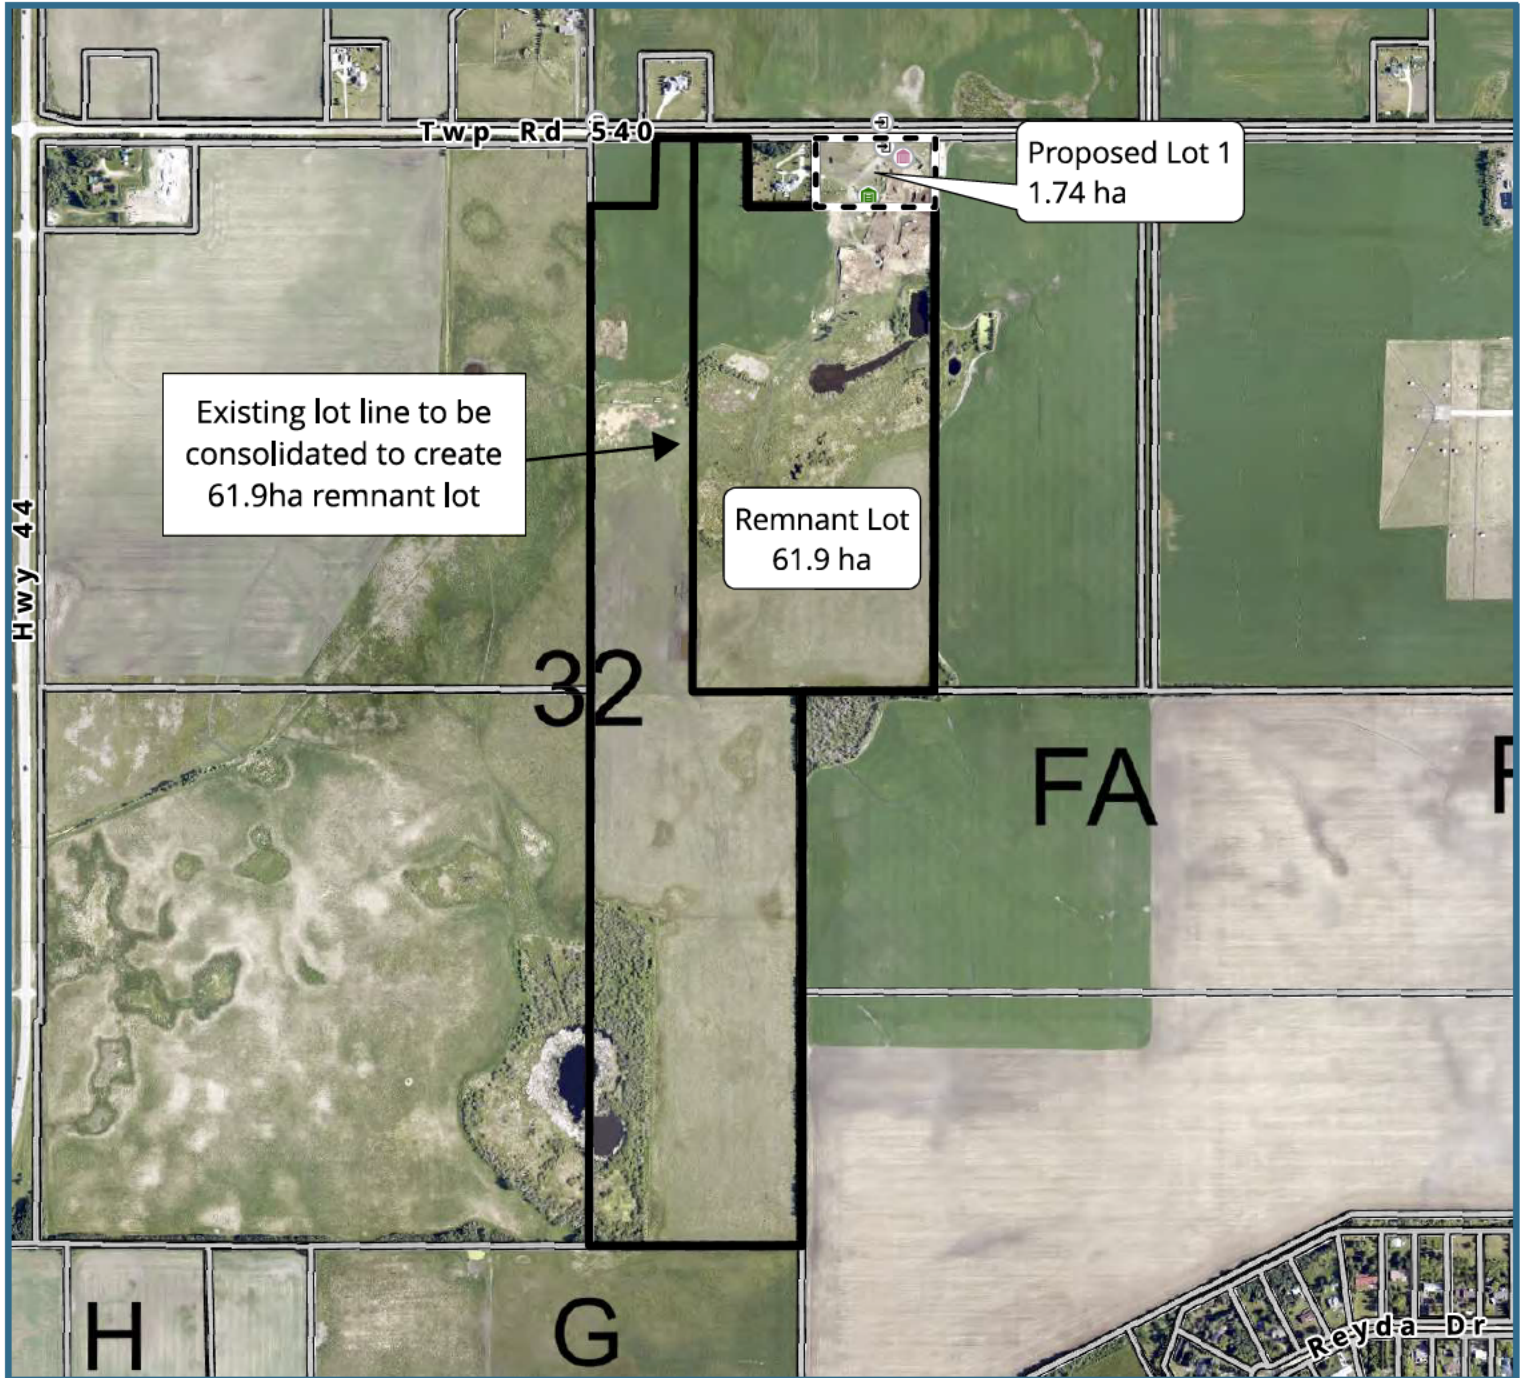 Twp Rd 540
Proposed Lot 1
1.74 ha
Existing lot line to be
consolidated to create
61.9ha remnant lot
Remnant Lot
61.9 ha
Hwy 44
32
FA
H
G
Reyda Dr